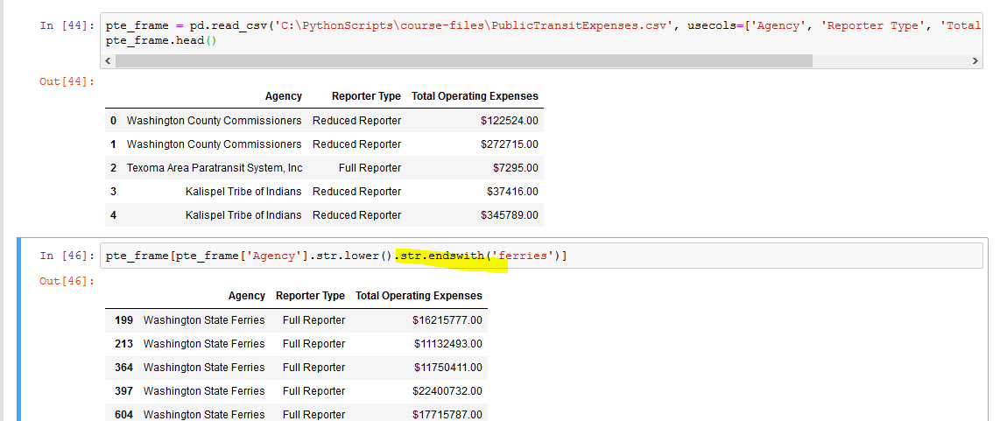 In [44]: pte_frame = pd.read_csv('C:\PythonScripts\course-files\PublicTransitExpenses.csv', usecols=['Agency', 'Reporter Type', 'Total
pte_frame.head()
Out[44]:
Agency Reporter Type Total Operating Expenses
0 Washington County Commissioners Reduced Reporter $122524.00
1 Washington County Commissioners Reduced Reporter $272715.00
2 Texoma Area Paratransit System, Inc Full Reporter $7295.00
3 Kalispel Tribe of Indians Reduced Reporter $37416.00
4 Kalispel Tribe of Indians Reduced Reporter $345789.00
In [46]: pte_frame[pte_frame['Agency'].str.lower().str.endswith('ferries')]
Out[46]:
Agency Reporter Type Total Operating Expenses
199 Washington State Ferries Full Reporter $16215777.00
213 Washington State Ferries Full Reporter $11132493.00
364 Washington State Ferries Full Reporter $11750411.00
397 Washington State Ferries Full Reporter $22400732.00
604 Washington State Ferries Full Reporter $17715787.00